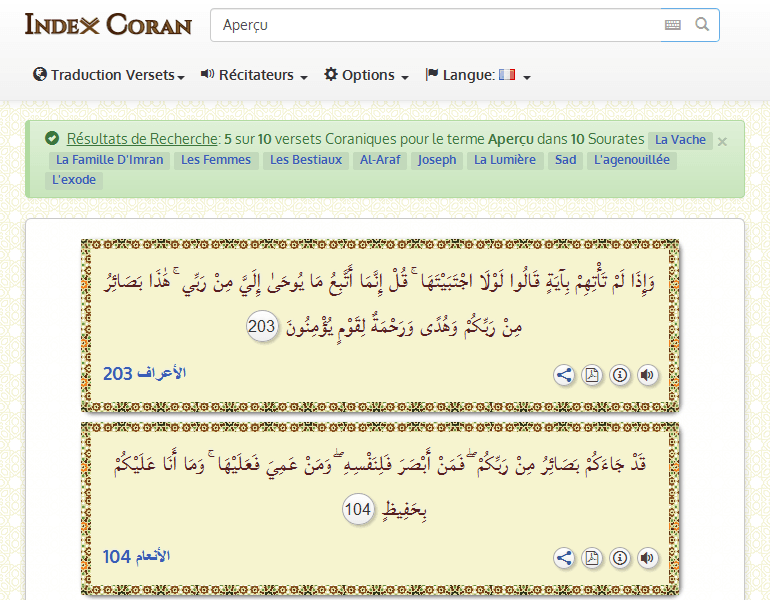 Index Coran
Aperçu
Traduction Versets Récitateurs Options Langue:
Résultats de Recherche: 5 sur 10 versets Coraniques pour le terme Aperçu dans 10 Sourates La Vache ×
La Famille D'Imran Les Femmes Les Bestiaux Al-Araf Joseph La Lumière Sad L'agenouillée
L'exode
وَإِذَا لَمْ تَأْتِهِمْ بِآيَةٍ قَالُوا لَوْلَا اجْتَبَيْتَهَا ۚ قُلْ إِنَّمَا أَتَّبِعُ مَا يُوحَىٰ إِلَيَّ مِنْ رَبِّي ۚ هَٰذَا بَصَائِرُ
مِنْ رَبِّكُمْ وَهُدًى وَرَحْمَةٌ لِقَوْمٍ يُؤْمِنُونَ 203
الأعراف 203
قَدْ جَاءَكُمْ بَصَائِرُ مِنْ رَبِّكُمْ ۖ فَمَنْ أَبْصَرَ فَلِنَفْسِهِ ۖ وَمَنْ عَمِيَ فَعَلَيْهَا ۚ وَمَا أَنَا عَلَيْكُمْ
بِحَفِيظٍ 104
الأنعام 104